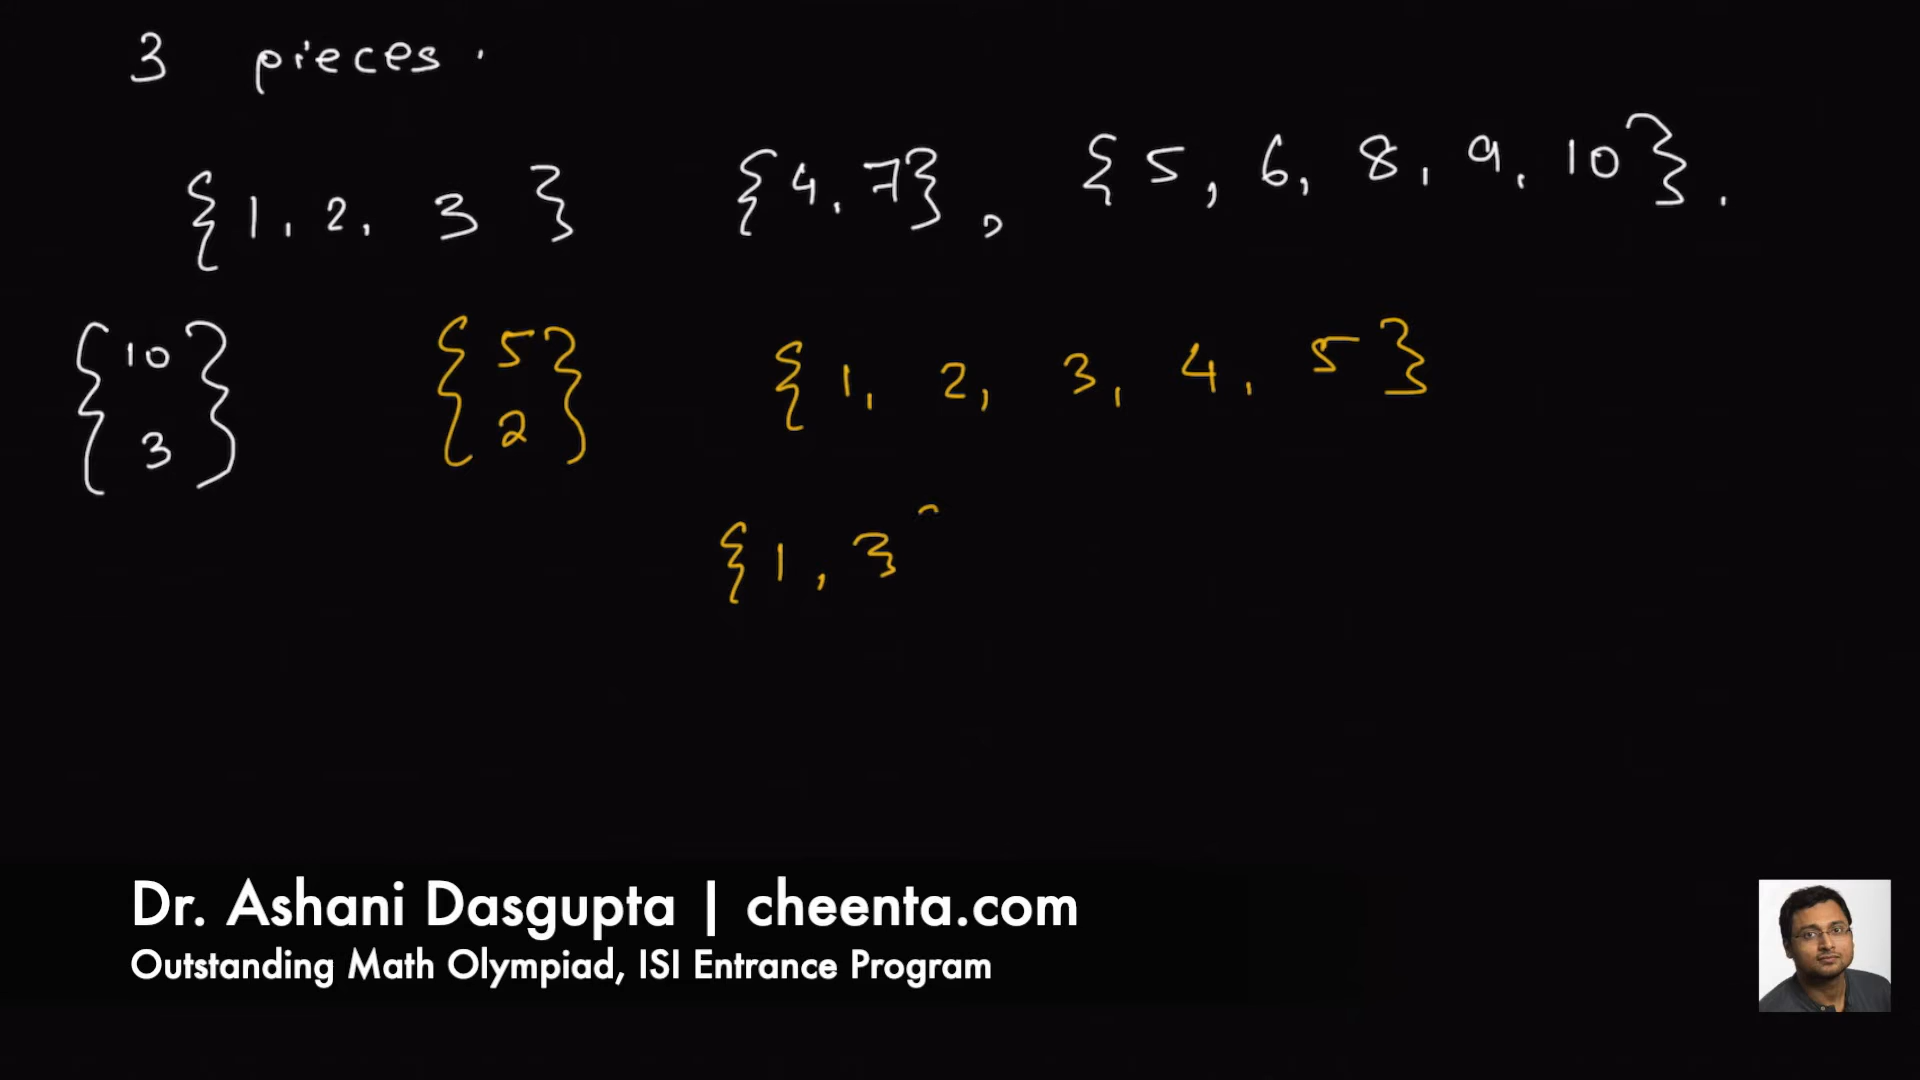 3 pieces.
{1, 2, 3} {4, 7}, {5, 6, 8, 9, 10}.
{10 3} {5 2} {1, 2, 3, 4, 5}
{1, 3
Dr. Ashani Dasgupta | cheenta.com
Outstanding Math Olympiad, ISI Entrance Program